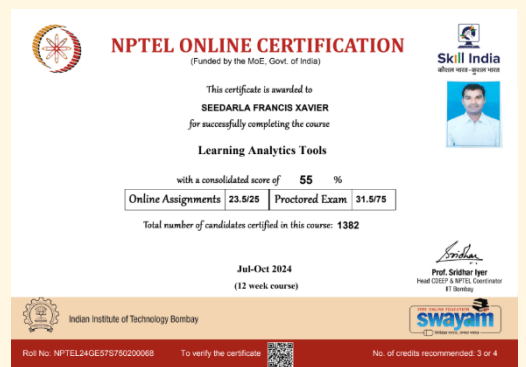 NPTEL ONLINE CERTIFICATION
(Funded by the MoE, Govt. of India)
Skill India
कौशल भारत-कुशल भारत
This certificate is awarded to
SEEDARLA FRANCIS XAVIER
for successfully completing the course
Learning Analytics Tools
with a consolidated score of 55 %
Online Assignments 23.5/25 Proctored Exam 31.5/75
Total number of candidates certified in this course: 1382
Jul-Oct 2024
(12 week course)
Sridhar
Prof. Sridhar Iyer
Head CDEEP & NPTEL Coordinator
IIT Bombay
Indian Institute of Technology Bombay
FREE ONLINE EDUCATION
swayam
Roll No: NPTEL24GE57S750200068 To verify the certificate No. of credits recommended: 3 or 4